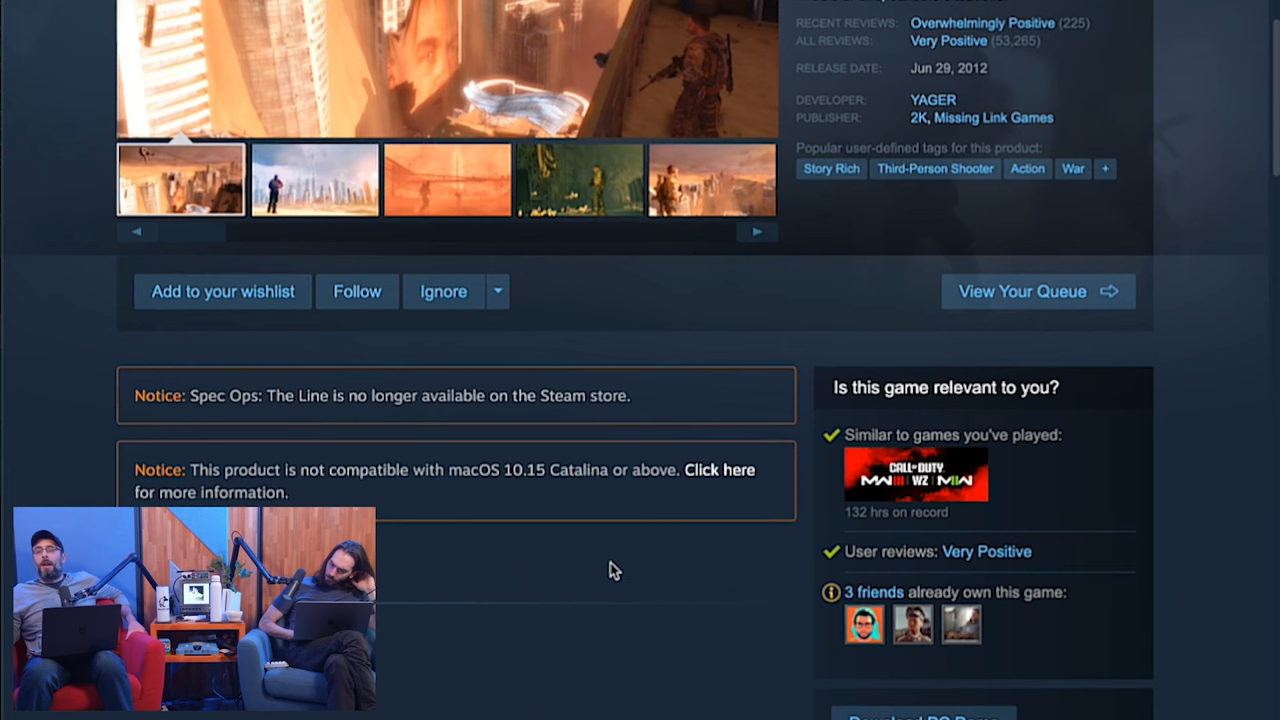 RECENT REVIEWS: Overwhelmingly Positive (225)
ALL REVIEWS: Very Positive (53,265)
RELEASE DATE: Jun 29, 2012
DEVELOPER: YAGER
PUBLISHER: 2K, Missing Link Games
Popular user-defined tags for this product:
Story Rich Third-Person Shooter Action War +
Add to your wishlist Follow Ignore View Your Queue
Notice: Spec Ops: The Line is no longer available on the Steam store.
Notice: This product is not compatible with macOS 10.15 Catalina or above. Click here
for more information.
Is this game relevant to you?
Similar to games you've played:
CALL OF DUTY
MWIII WZ MWII
132 hrs on record
User reviews: Very Positive
3 friends already own this game: